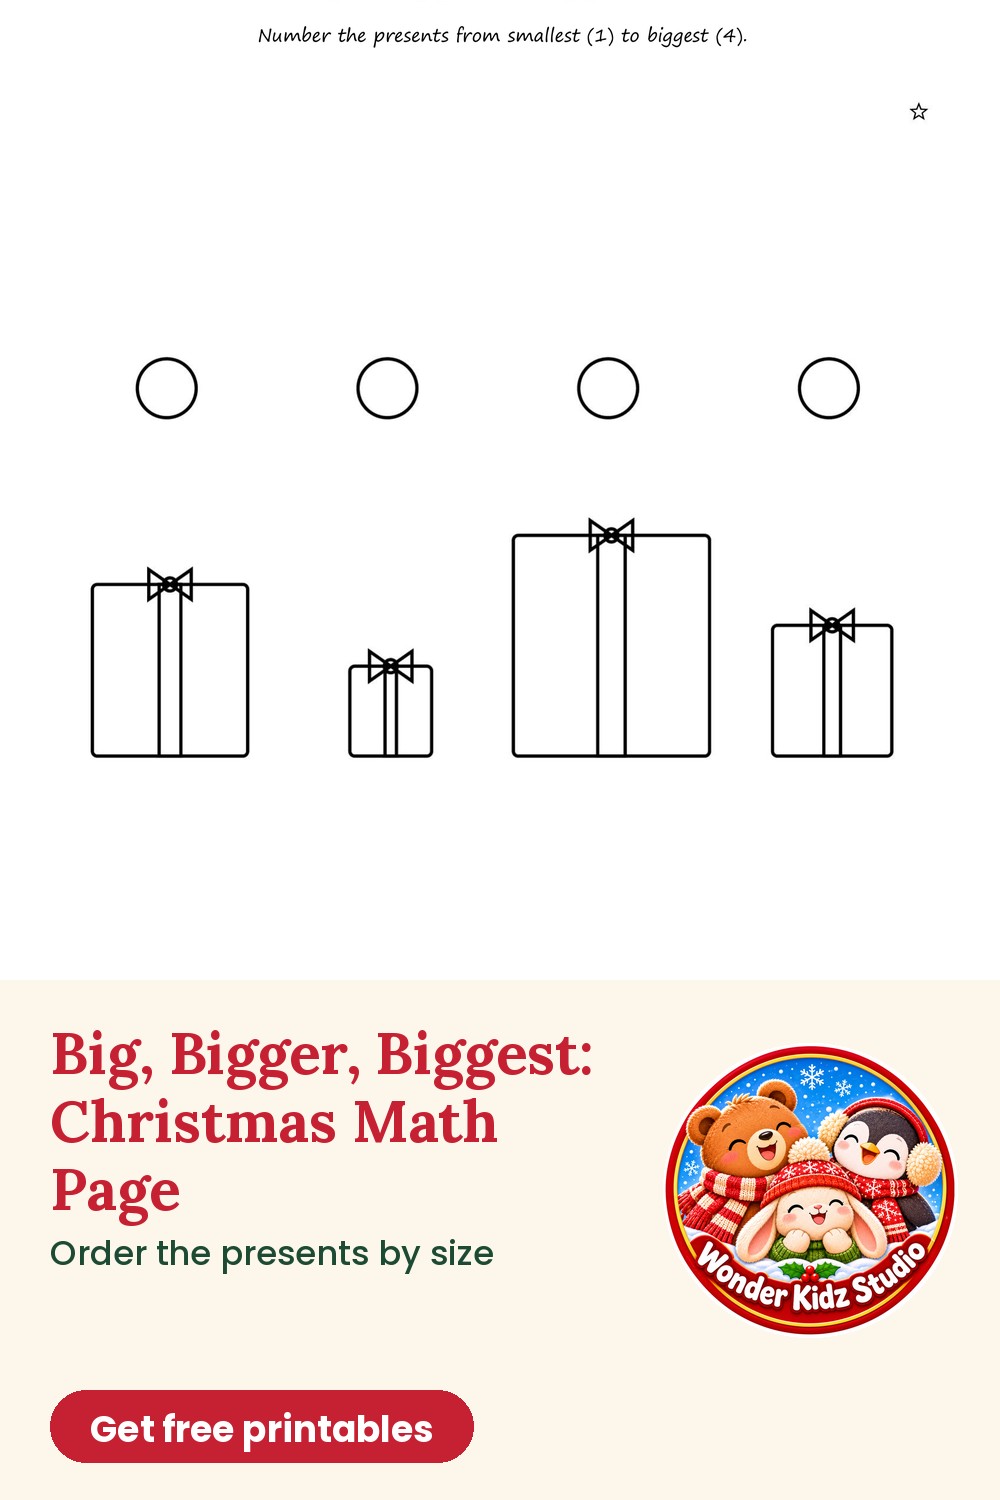 Number the presents from smallest (1) to biggest (4).
Big, Bigger, Biggest:
Christmas Math
Page
Order the presents by size
Wonder Kidz Studio
Get free printables